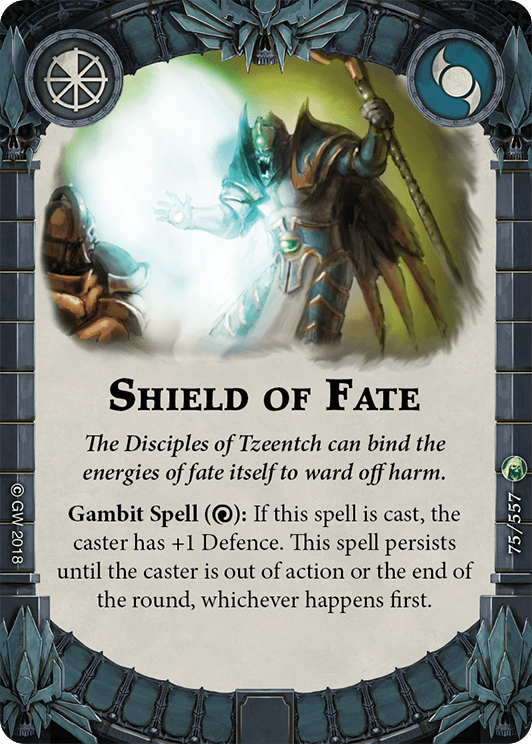 SHIELD OF FATE
The Disciples of Tzeentch can bind the
energies of fate itself to ward off harm.
Gambit Spell (): If this spell is cast, the
caster has +1 Defence. This spell persists
until the caster is out of action or the end of
the round, whichever happens first.
© GW 2018
75/557